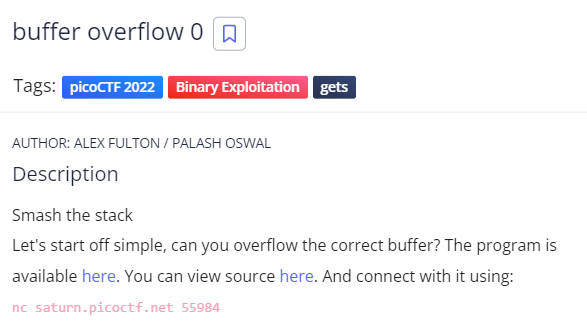 buffer overflow 0
Tags: picoCTF 2022 Binary Exploitation gets
AUTHOR: ALEX FULTON / PALASH OSWAL
Description
Smash the stack
Let's start off simple, can you overflow the correct buffer? The program is
available here. You can view source here. And connect with it using:
nc saturn.picoctf.net 55984